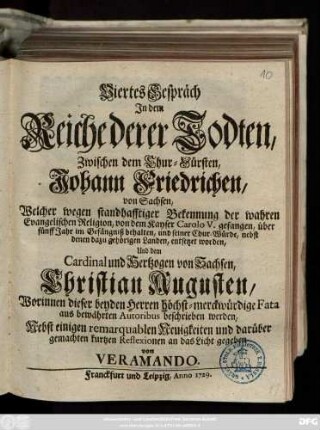 10
Viertes Gespräch
In dem
Reiche derer Todten,
Zwischen dem Chur-Fürsten,
Johann Friedrichen,
von Sachsen,
Welcher wegen standhafftiger Bekennung der wahren
Evangelischen Religion, von dem Kayser Carolo V. gefangen, über
fünff Jahr im Gefängniß behalten, und seiner Chur-Würde, nebst
denen dazu gehörigen Landen, entsetzet worden,
Und dem
Cardinal und Hertzogen von Sachsen,
Christian Augusten,
Worinnen dieser beyden Herren höchst-merckwürdige Fata
aus bewährten Autoribus beschrieben werden,
Nebst einigen remarquablen Neuigkeiten und darüber
gemachten kurtzen Reflexionen an das Licht gegeben
von
VERAMANDO.
Franckfurt und Leipzig, Anno 1729.